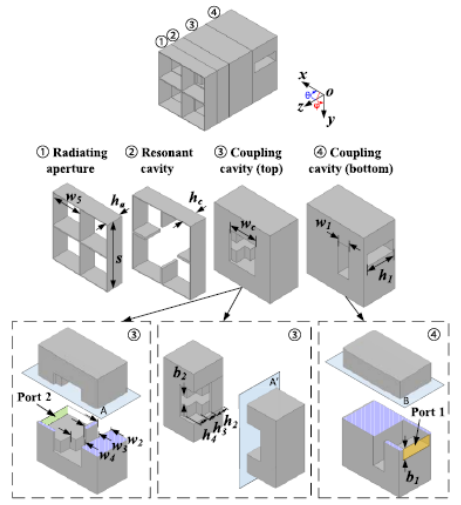 ④
③
②
①
x
θ
o
z
φ
y
① Radiating
aperture
② Resonant
cavity
③ Coupling
cavity (top)
④ Coupling
cavity (bottom)
w5
ha
s
hc
wc
w1
h1
③
A
Port 2
w2
w3
w4
③
A'
b2
h2
h3
h4
④
B
Port 1
b1